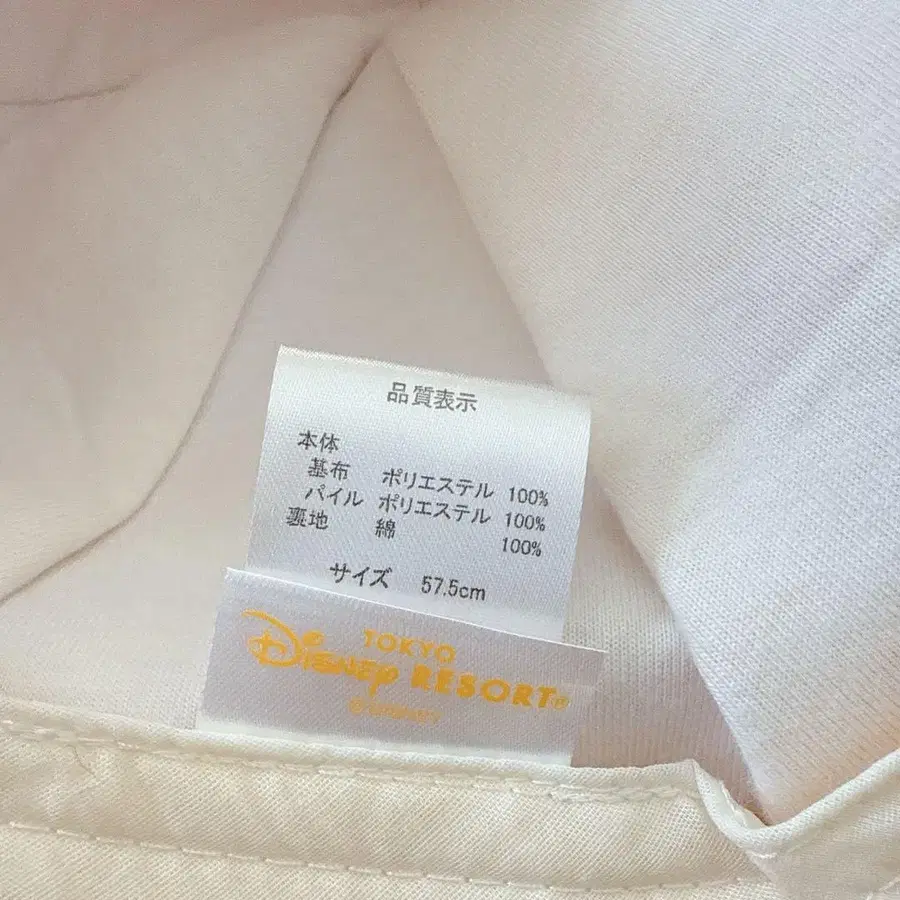 品質表示
本体
基布 ポリエステル 100%
パイル ポリエステル 100%
裏地 綿 100%
サイズ 57.5cm
TOKYO
Disney RESORT®
©DISNEY